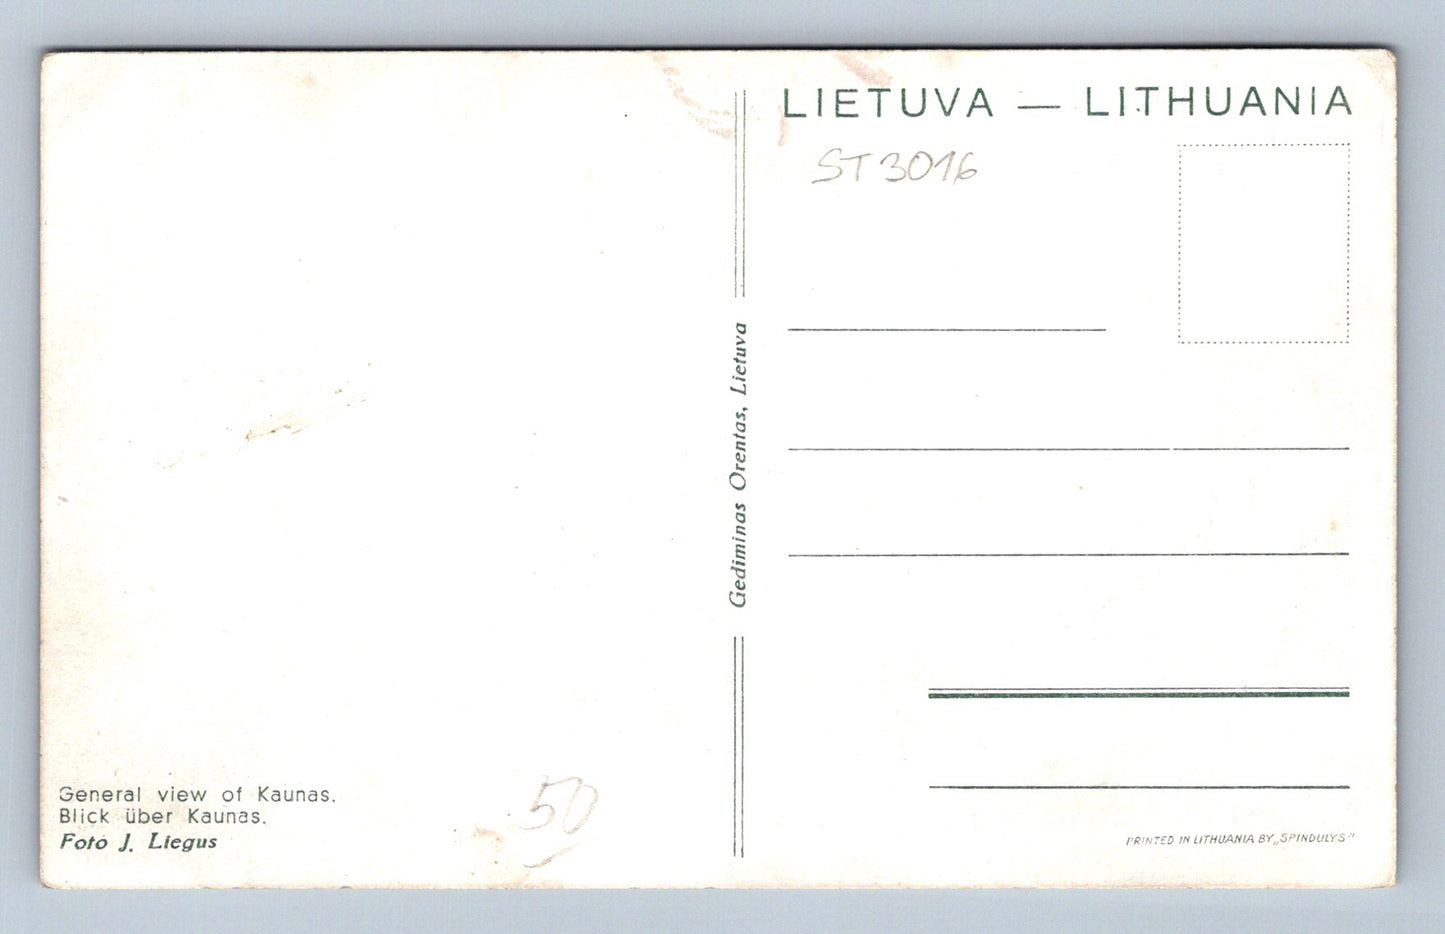 LIETUVA — LITHUANIA
ST3016
Gediminas Orentas, Lietuva
General view of Kaunas.
Blick über Kaunas.
Foto J. Liegus
50
PRINTED IN LITHUANIA BY „SPINDULYS"